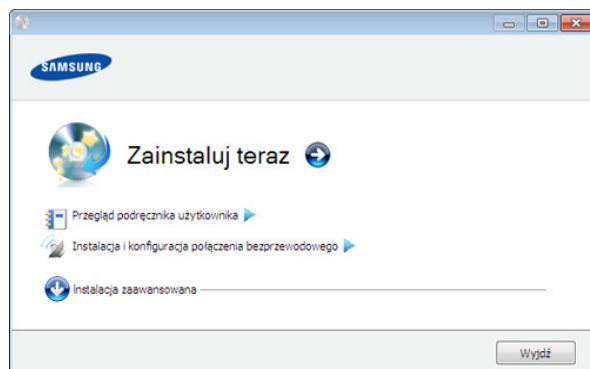 SAMSUNG
Zainstaluj teraz
Przegląd podręcznika użytkownika
Instalacja i konfiguracja połączenia bezprzewodowego
Instalacja zaawansowana
Wyjdź